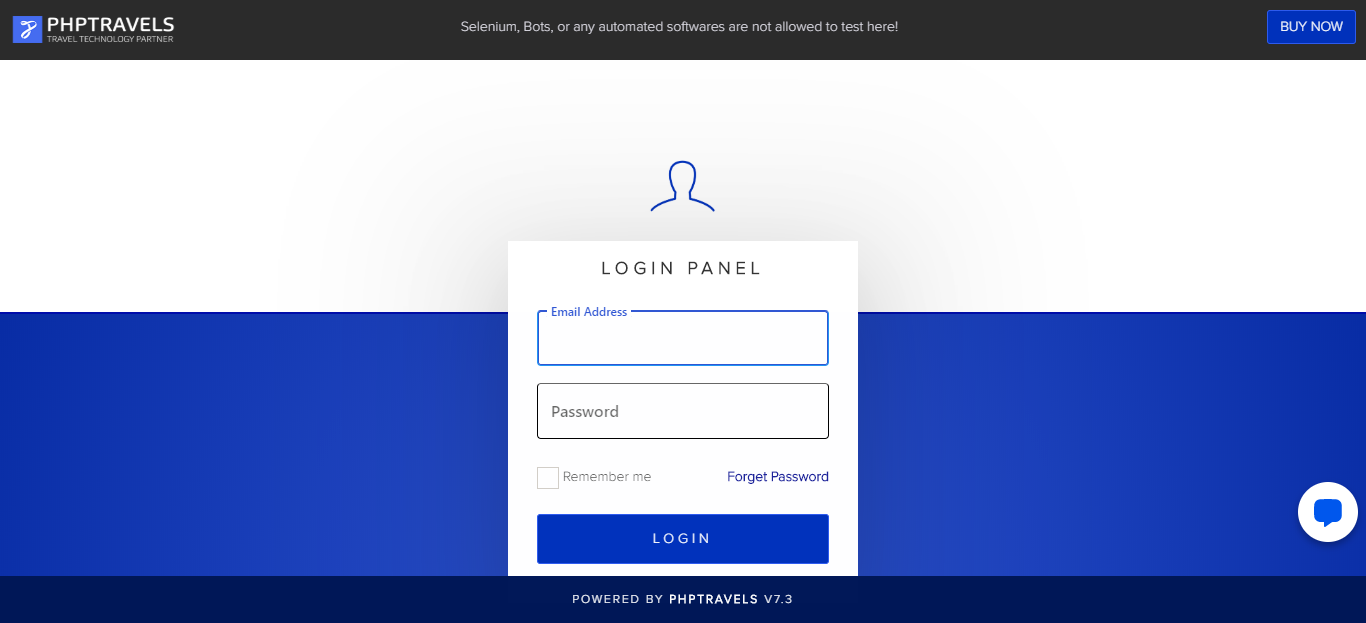 PHPTRAVELS
TRAVEL TECHNOLOGY PARTNER
Selenium, Bots, or any automated softwares are not allowed to test here!
BUY NOW
LOGIN PANEL
Email Address
Password
Remember me
Forget Password
LOGIN
POWERED BY PHPTRAVELS V7.3